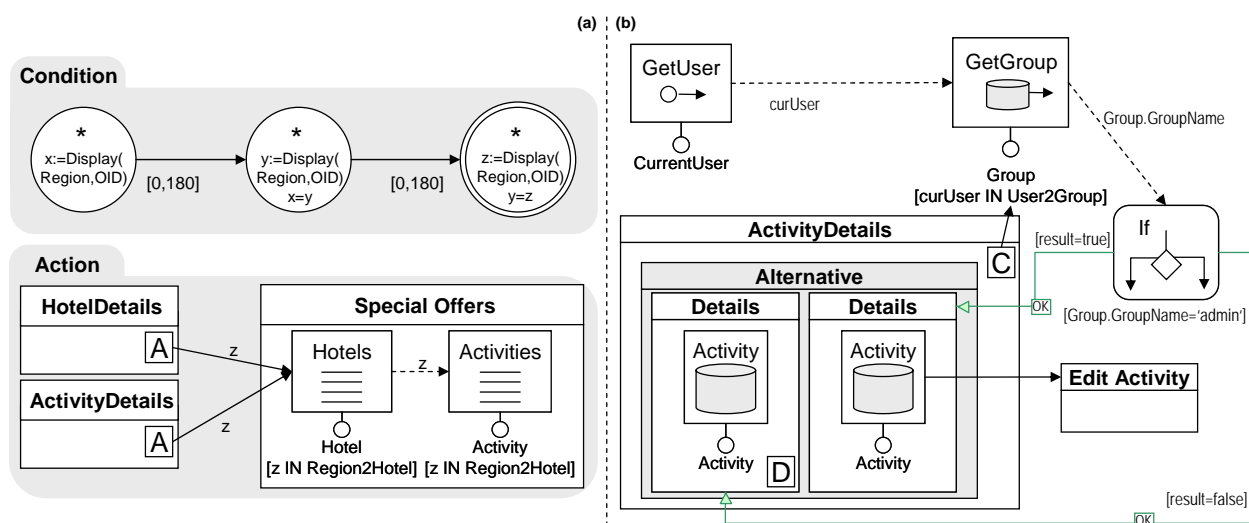 (a)
Condition
*
x:=Display(
Region,OID)
[0,180]
*
y:=Display(
Region,OID)
x=y
[0,180]
*
z:=Display(
Region,OID)
y=z
Action
HotelDetails
A
z
ActivityDetails
A
z
Special Offers
Hotels
z
Activities
Hotel
[z IN Region2Hotel]
Activity
[z IN Region2Hotel]
(b)
GetUser
CurrentUser
curUser
GetGroup
Group
[curUser IN User2Group]
Group.GroupName
If
[result=true]
OK
[Group.GroupName='admin']
ActivityDetails
C
Alternative
Details
Activity
Activity
D
Details
Activity
Activity
Edit Activity
[result=false]
OK